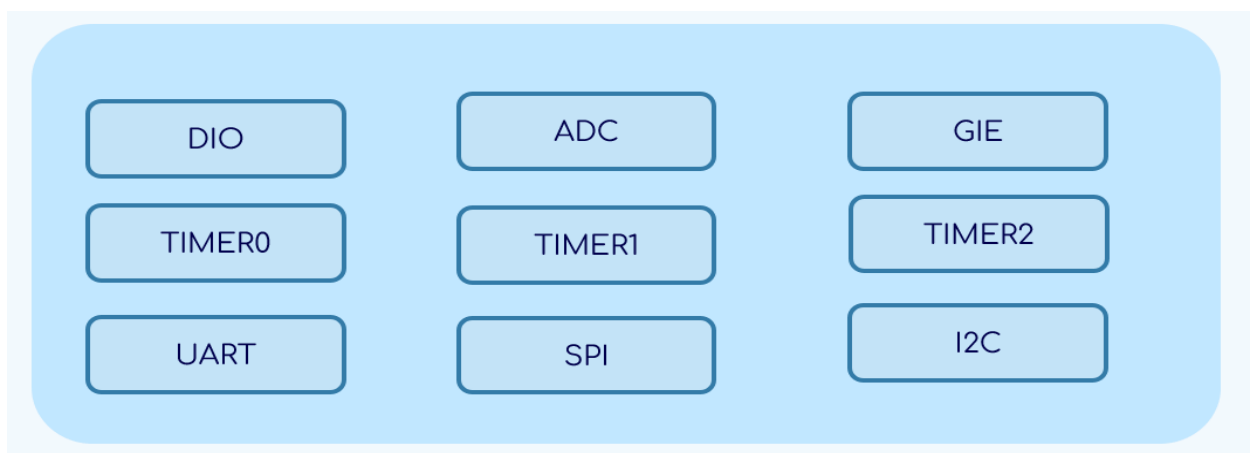 DIO
ADC
GIE
TIMER0
TIMER1
TIMER2
UART
SPI
I2C